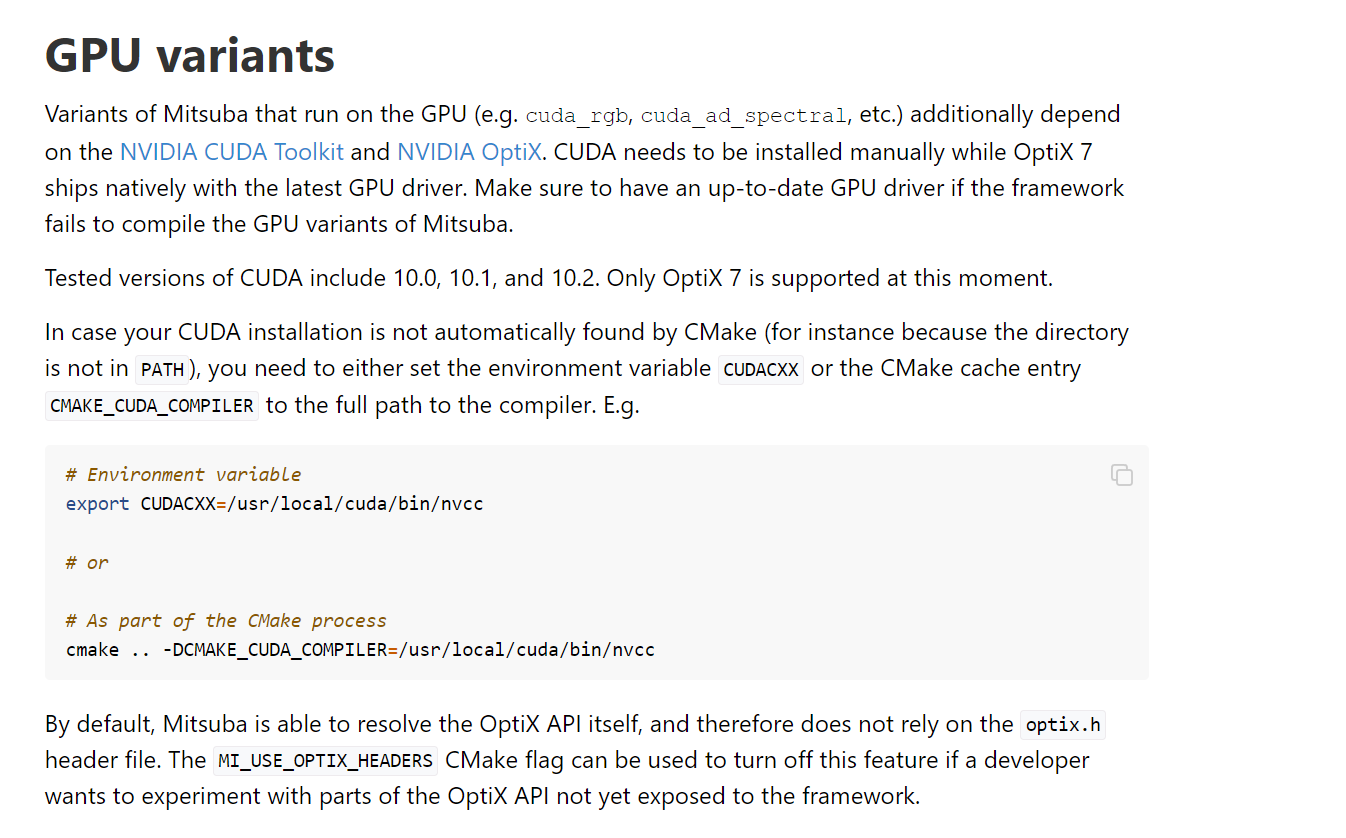 GPU variants
Variants of Mitsuba that run on the GPU (e.g. cuda_rgb, cuda_ad_spectral, etc.) additionally depend
on the NVIDIA CUDA Toolkit and NVIDIA OptiX. CUDA needs to be installed manually while OptiX 7
ships natively with the latest GPU driver. Make sure to have an up-to-date GPU driver if the framework
fails to compile the GPU variants of Mitsuba.
Tested versions of CUDA include 10.0, 10.1, and 10.2. Only OptiX 7 is supported at this moment.
In case your CUDA installation is not automatically found by CMake (for instance because the directory
is not in PATH), you need to either set the environment variable CUDACXX or the CMake cache entry
CMAKE_CUDA_COMPILER to the full path to the compiler. E.g.
# Environment variable
export CUDACXX=/usr/local/cuda/bin/nvcc
# or
# As part of the CMake process
cmake .. -DCMAKE_CUDA_COMPILER=/usr/local/cuda/bin/nvcc
By default, Mitsuba is able to resolve the OptiX API itself, and therefore does not rely on the optix.h
header file. The MI_USE_OPTIX_HEADERS CMake flag can be used to turn off this feature if a developer
wants to experiment with parts of the OptiX API not yet exposed to the framework.